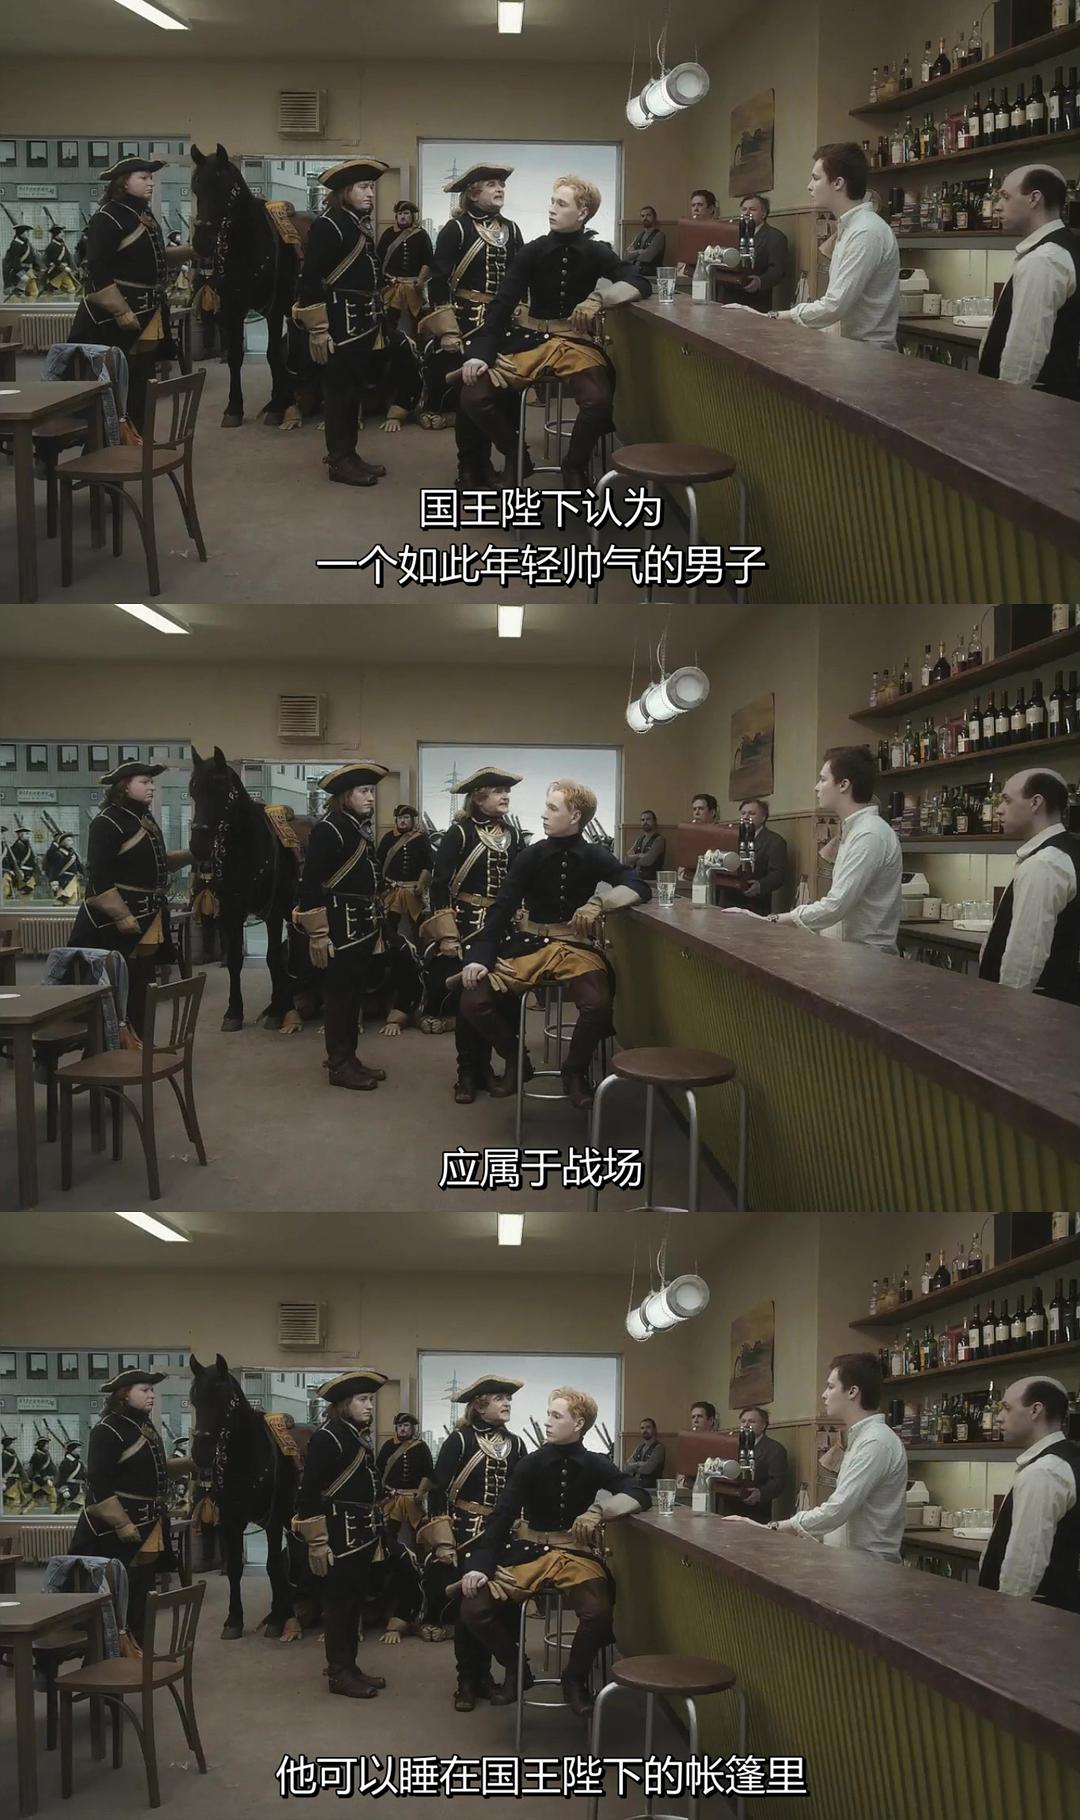 国王陛下认为
一个如此年轻帅气的男子
应属于战场
他可以睡在国王陛下的帐篷里